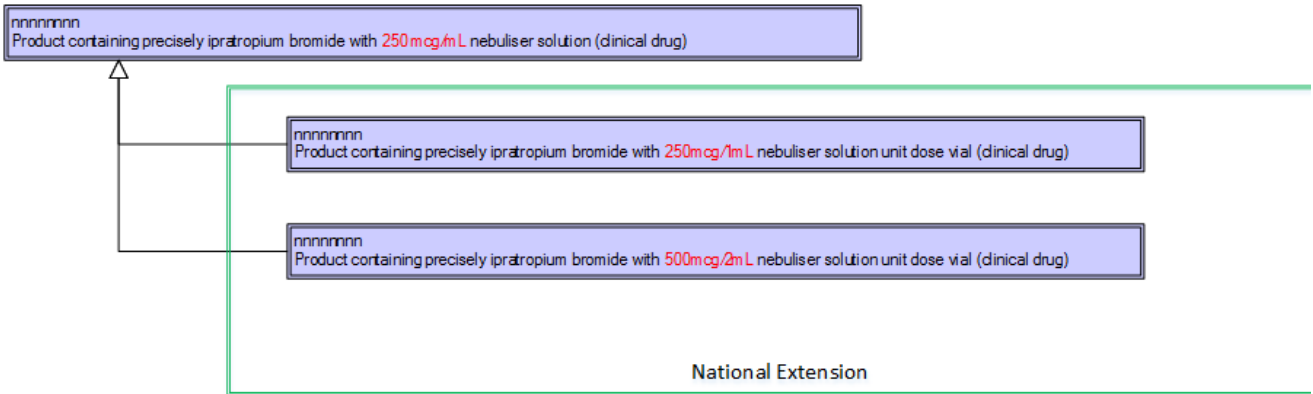 nnnnnnnn
Product containing precisely ipratropium bromide with 250mcg/mL nebuliser solution (clinical drug)
nnnnnnnn
Product containing precisely ipratropium bromide with 250mcg/1mL nebuliser solution unit dose vial (clinical drug)
nnnnnnnn
Product containing precisely ipratropium bromide with 500mcg/2mL nebuliser solution unit dose vial (clinical drug)
National Extension